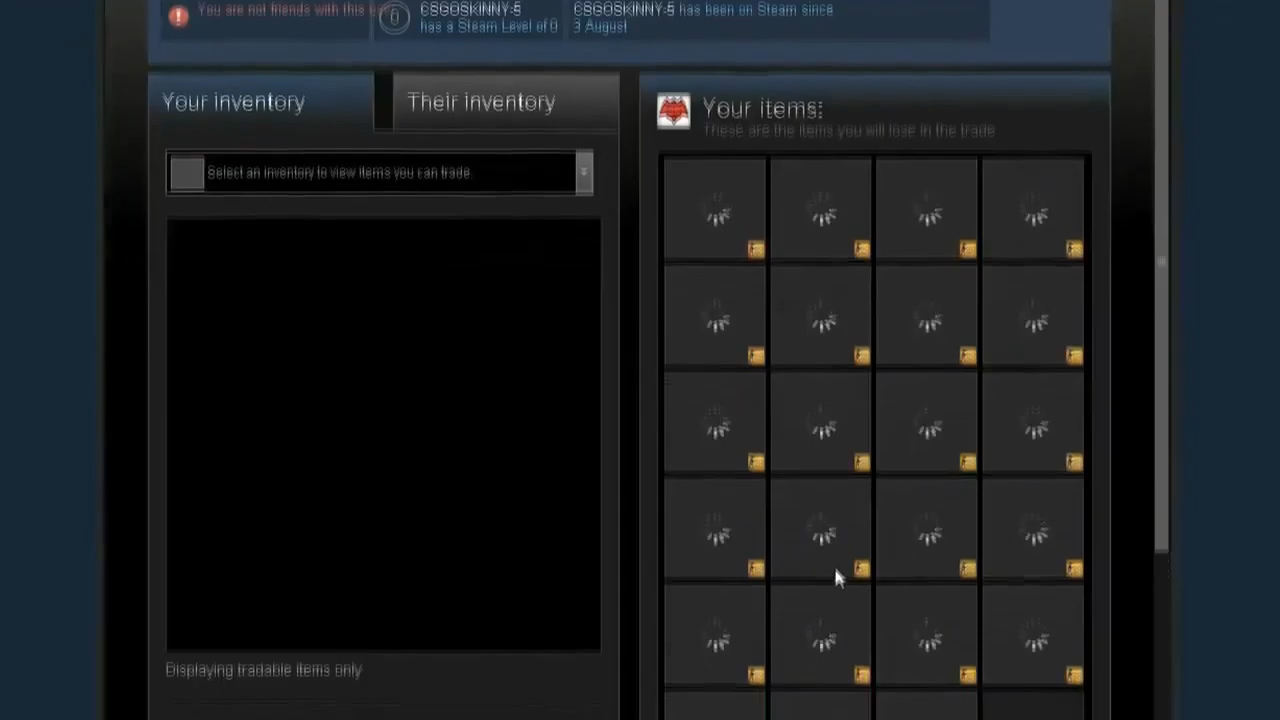 You are not friends with this
0
CSGOSKINNY-5
has a Steam Level of 0
CSGOSKINNY-5 has been on Steam since
3 August
Your inventory
Their inventory
Select an inventory to view items you can trade.
Displaying tradable items only
Your items:
These are the items you will lose in the trade